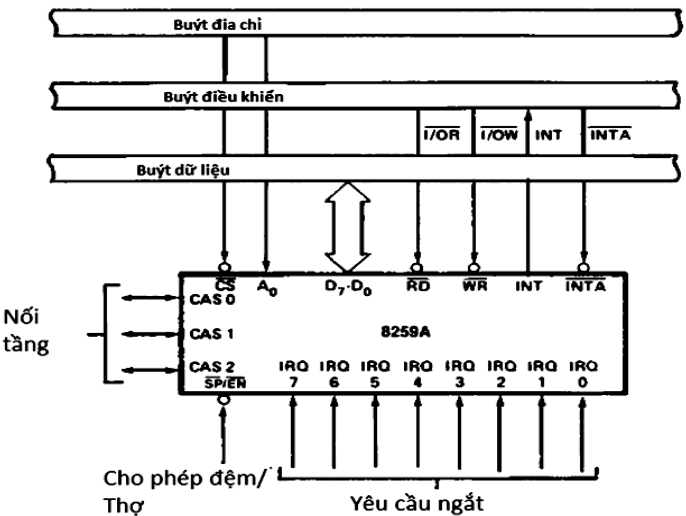 Buýt đia chỉ
Buýt điều khiển
I/OR I/OW INT INTA
Buýt dữ liệu
CS A0 D7-D0 RD WR INT INTA
CAS 0
Nối
tầng
CAS 1
8259A
CAS 2
IRQ IRQ IRQ IRQ IRQ IRQ IRQ IRQ
SP/EN 7 6 5 4 3 2 1 0
Cho phép đệm/
Thợ
Yêu cầu ngắt